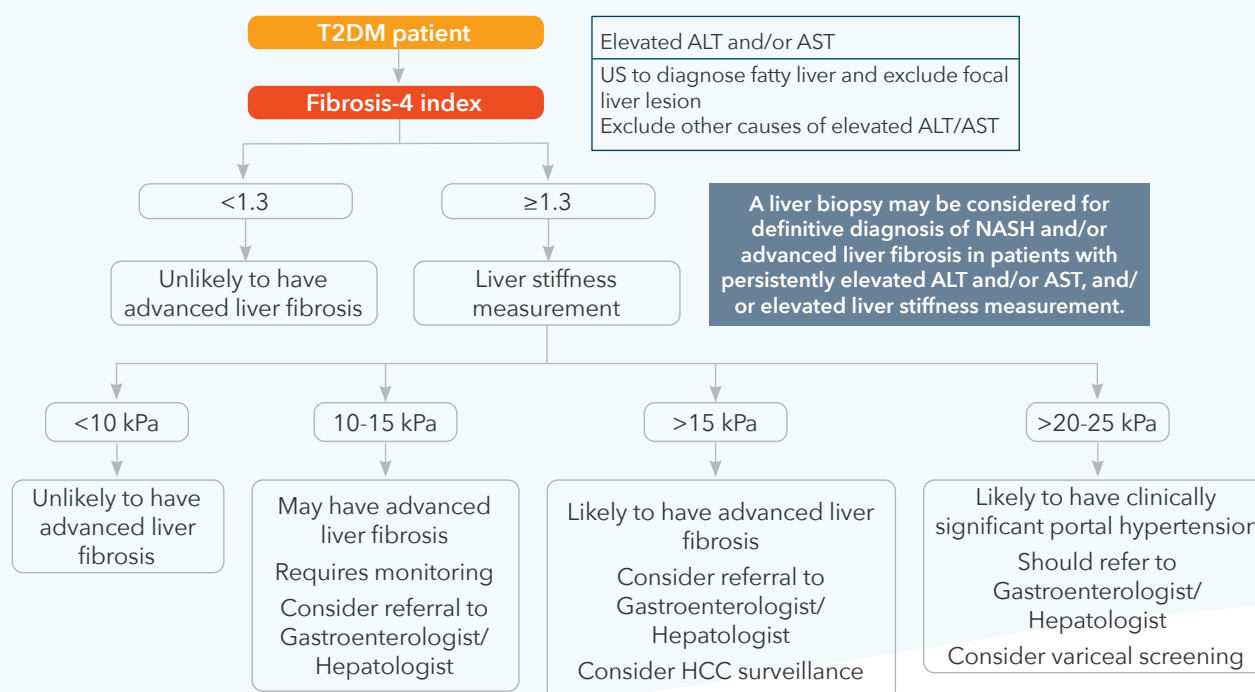 T2DM patient
Fibrosis-4 index
Elevated ALT and/or AST
US to diagnose fatty liver and exclude focal
liver lesion
Exclude other causes of elevated ALT/AST
<1.3
≥1.3
Unlikely to have
advanced liver fibrosis
Liver stiffness
measurement
A liver biopsy may be considered for
definitive diagnosis of NASH and/or
advanced liver fibrosis in patients with
persistently elevated ALT and/or AST, and/
or elevated liver stiffness measurement.
<10 kPa
10-15 kPa
>15 kPa
>20-25 kPa
Unlikely to have
advanced liver
fibrosis
May have advanced
liver fibrosis
Requires monitoring
Consider referral to
Gastroenterologist/
Hepatologist
Likely to have advanced liver
fibrosis
Consider referral to
Gastroenterologist/
Hepatologist
Consider HCC surveillance
Likely to have clinically
significant portal hypertension
Should refer to
Gastroenterologist/
Hepatologist
Consider variceal screening